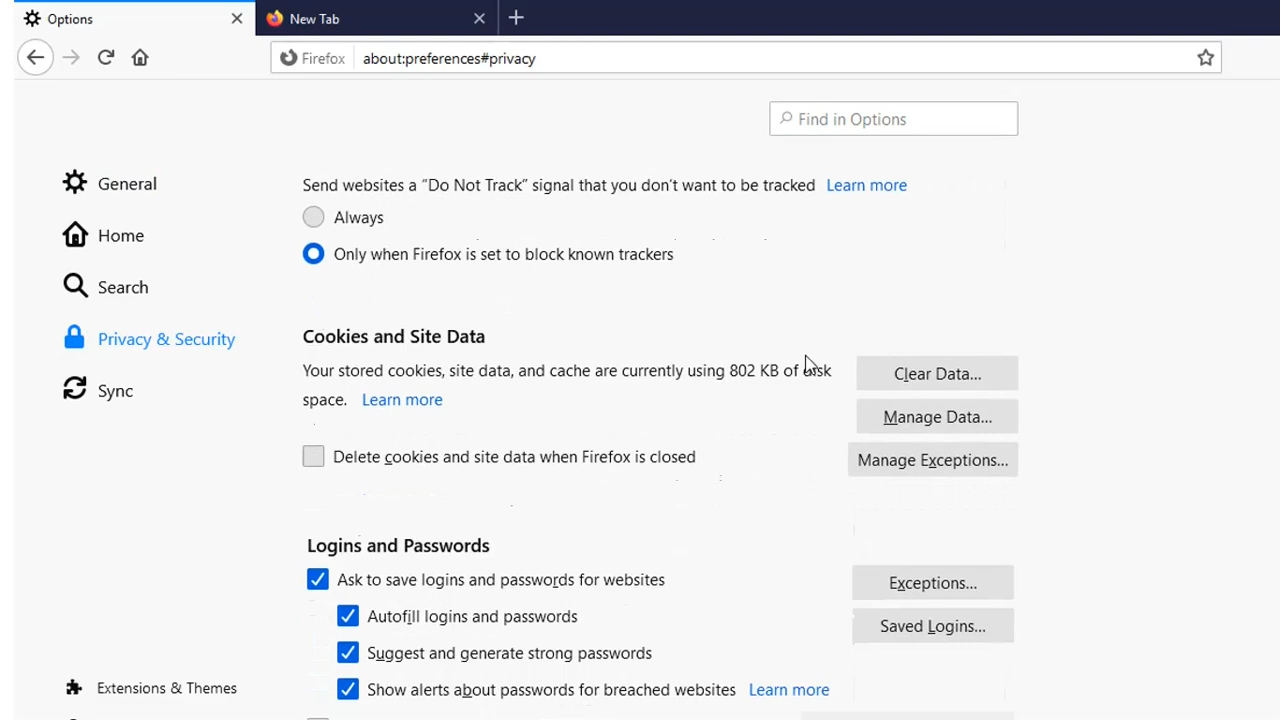 Options
New Tab
Firefox
about:preferences#privacy
Find in Options
General
Home
Search
Privacy & Security
Sync
Extensions & Themes
Send websites a “Do Not Track” signal that you don’t want to be tracked Learn more
Always
Only when Firefox is set to block known trackers
Cookies and Site Data
Your stored cookies, site data, and cache are currently using 802 KB of disk
space. Learn more
Clear Data...
Manage Data...
Delete cookies and site data when Firefox is closed
Manage Exceptions...
Logins and Passwords
Ask to save logins and passwords for websites
Exceptions...
Autofill logins and passwords
Saved Logins...
Suggest and generate strong passwords
Show alerts about passwords for breached websites Learn more